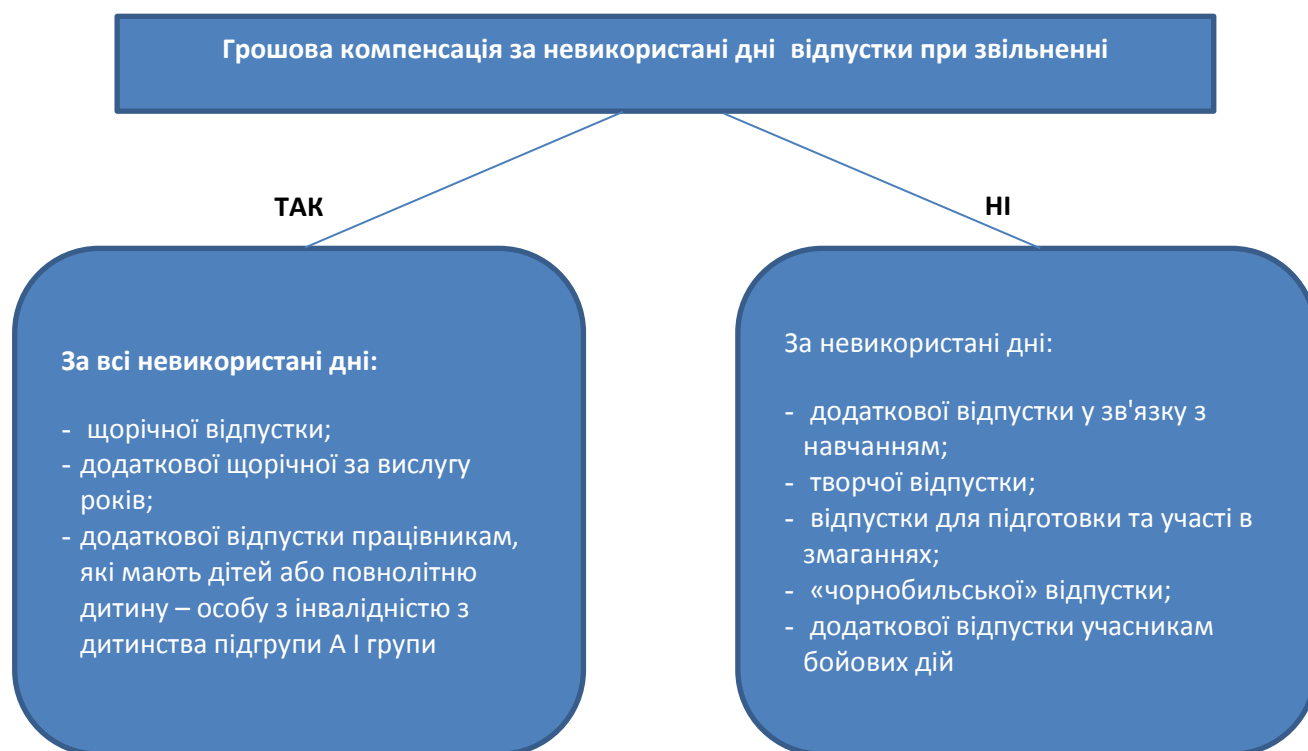 Грошова компенсація за невикористані дні відпустки при звільненні
ТАК
НІ
За всі невикористані дні:
- щорічної відпустки;
- додаткової щорічної за вислугу
років;
- додаткової відпустки працівникам,
які мають дітей або повнолітню
дитину – особу з інвалідністю з
дитинства підгрупи А І групи
За невикористані дні:
- додаткової відпустки у зв'язку з
навчанням;
- творчої відпустки;
- відпустки для підготовки та участі в
змаганнях;
- «чорнобильської» відпустки;
- додаткової відпустки учасникам
бойових дій